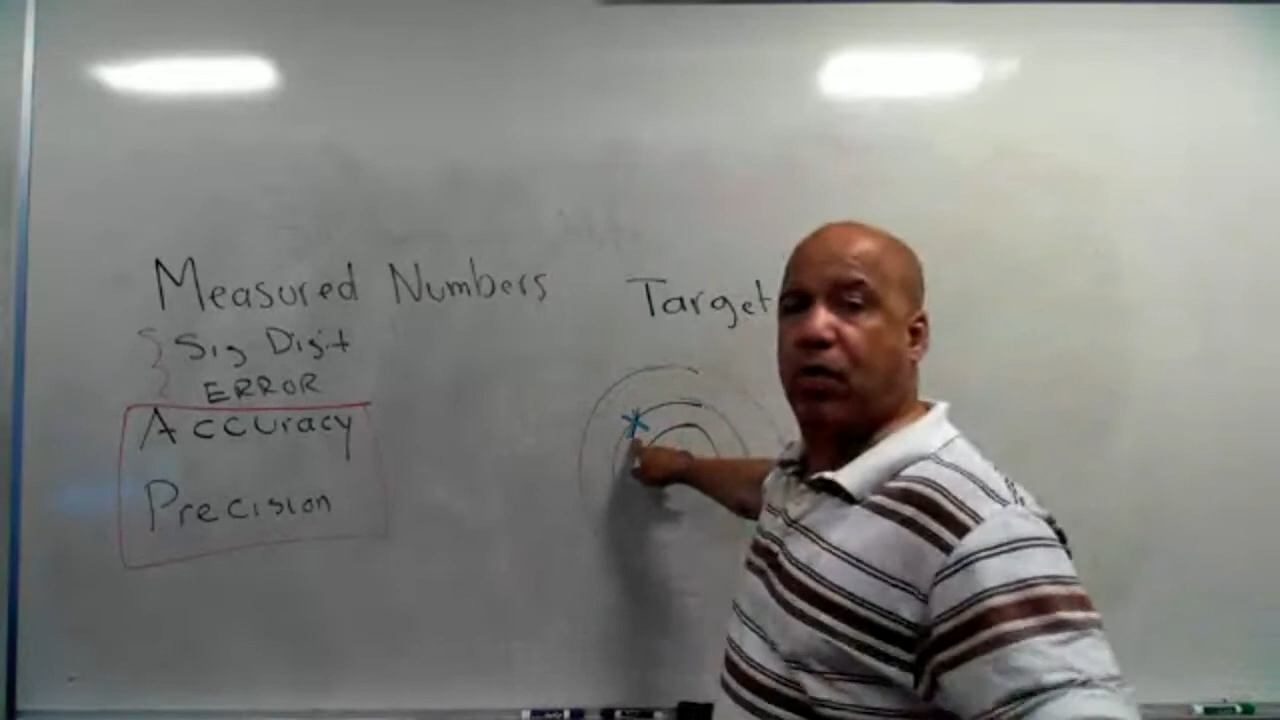 Measured Numbers
Sig Digit
ERROR
Accuracy
Precision
Target